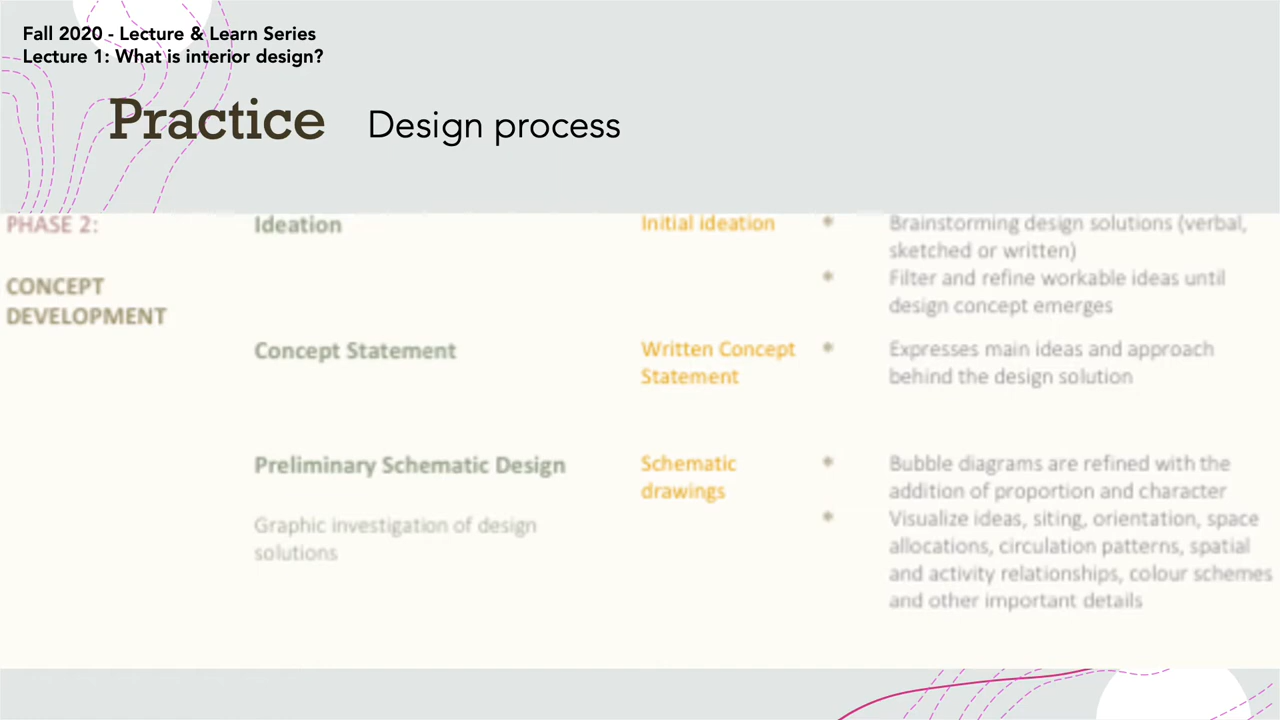 Fall 2020 - Lecture & Learn Series
Lecture 1: What is interior design?
Practice Design process
PHASE 2:
CONCEPT
DEVELOPMENT
Ideation
Initial ideation
* Brainstorming design solutions (verbal,
sketched or written)
* Filter and refine workable ideas until
design concept emerges
Concept Statement
Written Concept
Statement
* Expresses main ideas and approach
behind the design solution
Preliminary Schematic Design
Graphic investigation of design
solutions
Schematic
drawings
* Bubble diagrams are refined with the
addition of proportion and character
* Visualize ideas, siting, orientation, space
allocations, circulation patterns, spatial
and activity relationships, colour schemes
and other important details